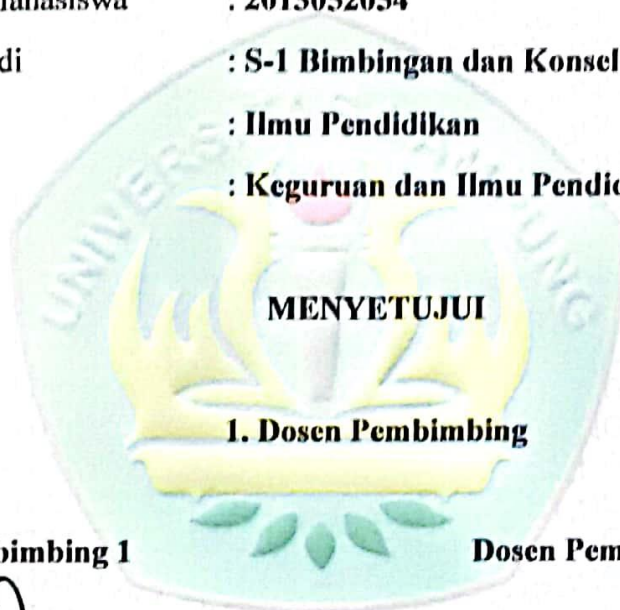 : 2013052034
di : S-1 Bimbingan dan Konsel
: Ilmu Pendidikan
: Keguruan dan Ilmu Pendid
MENYETUJUI
1. Dosen Pembimbing
bimbing 1 Dosen Pem